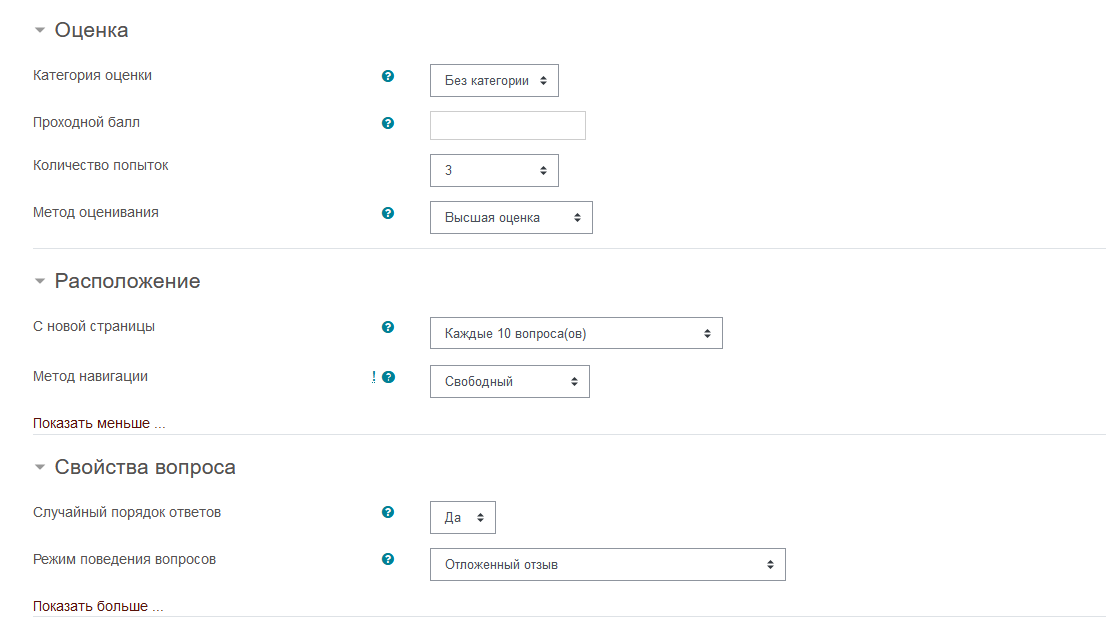 Оценка
Категория оценки
Без категории
Проходной балл
Количество попыток
3
Метод оценивания
Высшая оценка
Расположение
С новой страницы
Каждые 10 вопроса(ов)
Метод навигации
!
Свободный
Показать меньше ...
Свойства вопроса
Случайный порядок ответов
Да
Режим поведения вопросов
Отложенный отзыв
Показать больше ...